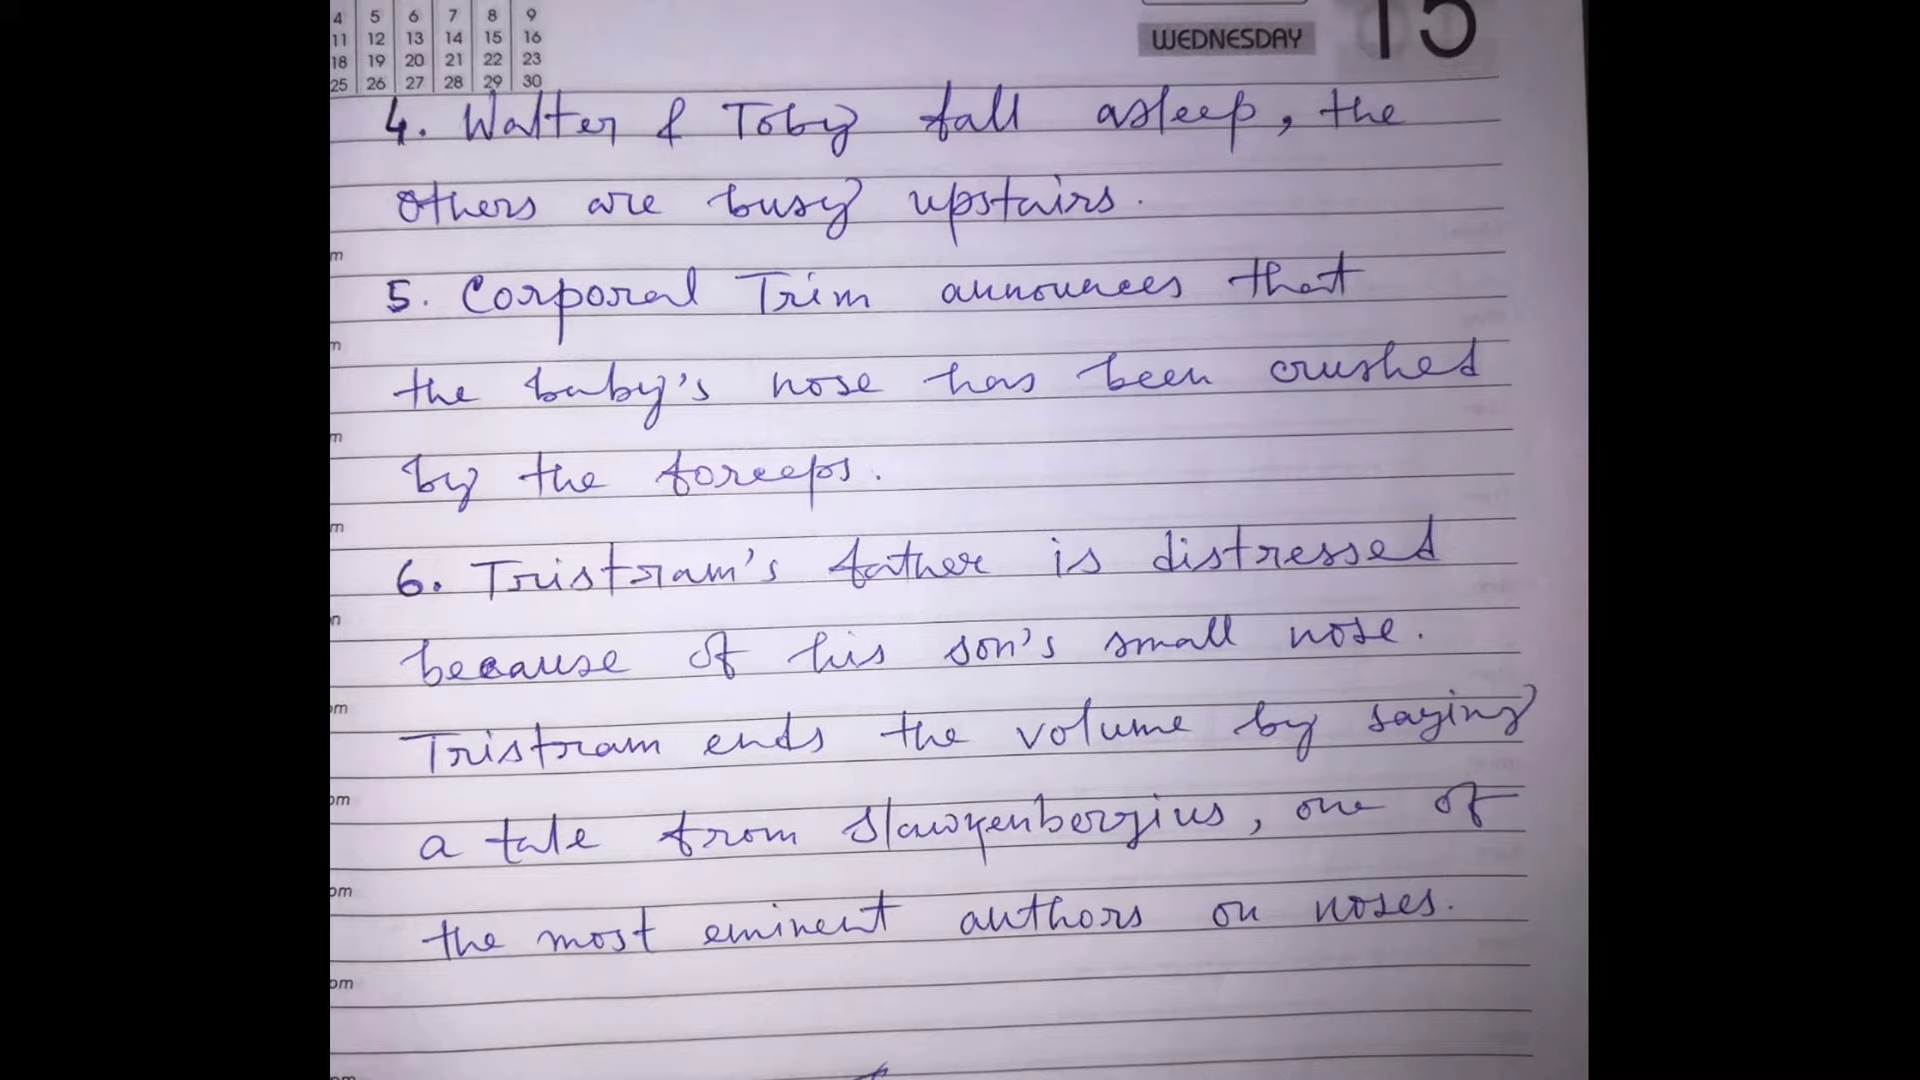 4 5 6 7 8 9
11 12 13 14 15 16
18 19 20 21 22 23
25 26 27 28 29 30
WEDNESDAY 15
4. Walter & Toby fall asleep, the
others are busy upstairs.
5. Corporal Trim announces that
the baby's nose has been crushed
by the forceps.
6. Tristram's father is distressed
because of his son's small nose.
Tristram ends the volume by saying
a tale from Slawkenbergius, one of
the most eminent authors on noses.